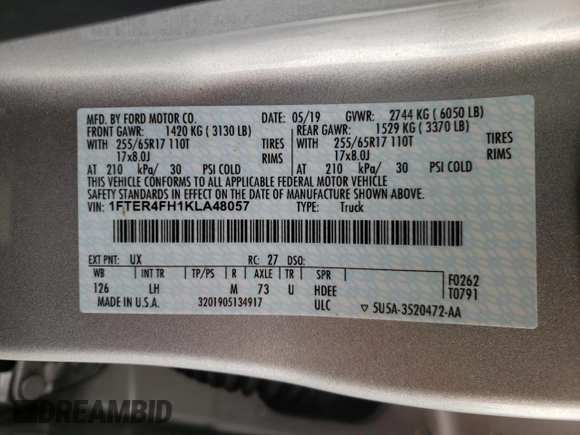 MFD. BY FORD MOTOR CO. DATE: 05/19 GVWR: 2744 KG ( 6050 LB)
FRONT GAWR: 1420 KG ( 3130 LB) REAR GAWR: 1529 KG ( 3370 LB)
WITH 255/65R17 110T TIRES WITH 255/65R17 110T TIRES
17x8.0J RIMS 17x8.0J RIMS
AT 210 kPa/ 30 PSI COLD AT 210 kPa/ 30 PSI COLD
THIS VEHICLE CONFORMS TO ALL APPLICABLE FEDERAL MOTOR VEHICLE
SAFETY STANDARDS IN EFFECT ON THE DATE OF MANUFACTURE SHOWN ABOVE.
VIN: 1FTER4FH1KLA48057 TYPE: Truck
EXT PNT: UX RC: 27 DSO:
WB INT TR TP/PS R AXLE TR SPR F0262
126 LH M 73 U HDEE T0791
MADE IN U.S.A. 3201905134917 ULC ▽ 5U5A-3520472-AA
DREAMBID